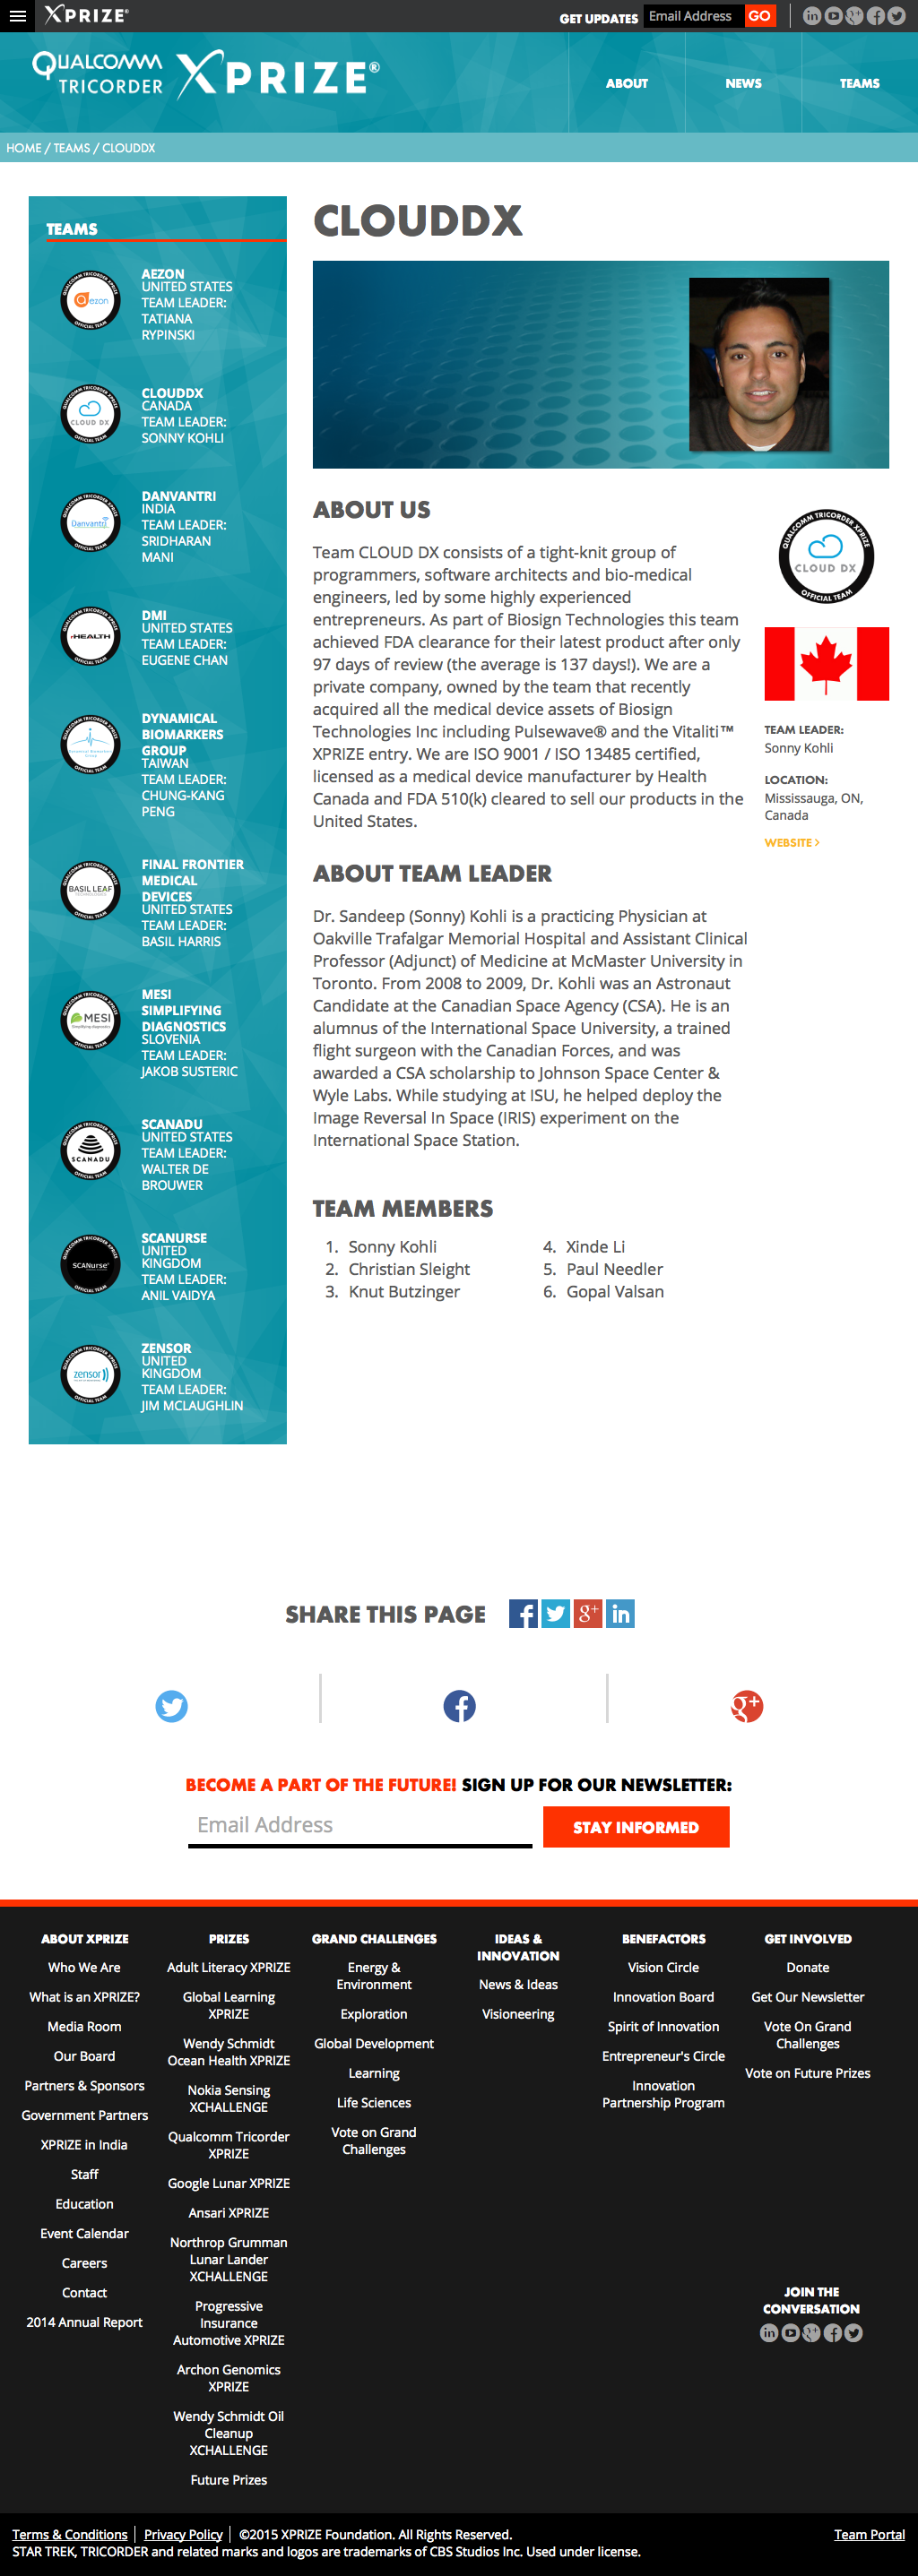 XPRIZE®
GET UPDATES
Email Address
GO
QUALCOMM
TRICORDER
XPRIZE®
ABOUT
NEWS
TEAMS
HOME / TEAMS / CLOUDDX
TEAMS
AEZON
UNITED STATES
TEAM LEADER:
TATIANA
RYPINSKI
CLOUDDX
CANADA
TEAM LEADER:
SONNY KOHLI
DANVANTRI
INDIA
TEAM LEADER:
SRIDHARAN
MANI
DMI
UNITED STATES
TEAM LEADER:
EUGENE CHAN
DYNAMICAL
BIOMARKERS
GROUP
TAIWAN
TEAM LEADER:
CHUNG-KANG
PENG
FINAL FRONTIER
MEDICAL
DEVICES
UNITED STATES
TEAM LEADER:
BASIL HARRIS
MESI
SIMPLIFYING
DIAGNOSTICS
SLOVENIA
TEAM LEADER:
JAKOB SUSTERIC
SCANADU
UNITED STATES
TEAM LEADER:
WALTER DE
BROUWER
SCANURSE
UNITED
KINGDOM
TEAM LEADER:
ANIL VAIDYA
ZENSOR
UNITED
KINGDOM
TEAM LEADER:
JIM MCLAUGHLIN
CLOUDDX
ABOUT US
Team CLOUD DX consists of a tight-knit group of
programmers, software architects and bio-medical
engineers, led by some highly experienced
entrepreneurs. As part of Biosign Technologies this team
achieved FDA clearance for their latest product after only
97 days of review (the average is 137 days!). We are a
private company, owned by the team that recently
acquired all the medical device assets of Biosign
Technologies Inc including Pulsewave® and the Vitaliti™
XPRIZE entry. We are ISO 9001 / ISO 13485 certified,
licensed as a medical device manufacturer by Health
Canada and FDA 510(k) cleared to sell our products in the
United States.
QUALCOMM TRICORDER XPRIZE
CLOUD DX
OFFICIAL TEAM
TEAM LEADER:
Sonny Kohli
LOCATION:
Mississauga, ON,
Canada
WEBSITE >
ABOUT TEAM LEADER
Dr. Sandeep (Sonny) Kohli is a practicing Physician at
Oakville Trafalgar Memorial Hospital and Assistant Clinical
Professor (Adjunct) of Medicine at McMaster University in
Toronto. From 2008 to 2009, Dr. Kohli was an Astronaut
Candidate at the Canadian Space Agency (CSA). He is an
alumnus of the International Space University, a trained
flight surgeon with the Canadian Forces, and was
awarded a CSA scholarship to Johnson Space Center &
Wyle Labs. While studying at ISU, he helped deploy the
Image Reversal In Space (IRIS) experiment on the
International Space Station.
TEAM MEMBERS
1. Sonny Kohli
2. Christian Sleight
3. Knut Butzinger
4. Xinde Li
5. Paul Needler
6. Gopal Valsan
SHARE THIS PAGE
BECOME A PART OF THE FUTURE! SIGN UP FOR OUR NEWSLETTER:
Email Address
STAY INFORMED
ABOUT XPRIZE
Who We Are
What is an XPRIZE?
Media Room
Our Board
Partners & Sponsors
Government Partners
XPRIZE in India
Staff
Education
Event Calendar
Careers
Contact
2014 Annual Report
PRIZES
Adult Literacy XPRIZE
Global Learning
XPRIZE
Wendy Schmidt
Ocean Health XPRIZE
Nokia Sensing
XCHALLENGE
Qualcomm Tricorder
XPRIZE
Google Lunar XPRIZE
Ansari XPRIZE
Northrop Grumman
Lunar Lander
XCHALLENGE
Progressive
Insurance
Automotive XPRIZE
Archon Genomics
XPRIZE
Wendy Schmidt Oil
Cleanup
XCHALLENGE
Future Prizes
GRAND CHALLENGES
Energy &
Environment
Exploration
Global Development
Learning
Life Sciences
Vote on Grand
Challenges
IDEAS &
INNOVATION
News & Ideas
Visioneering
BENEFACTORS
Vision Circle
Innovation Board
Spirit of Innovation
Entrepreneur's Circle
Innovation
Partnership Program
GET INVOLVED
Donate
Get Our Newsletter
Vote On Grand
Challenges
Vote on Future Prizes
JOIN THE
CONVERSATION
Terms & Conditions | Privacy Policy | ©2015 XPRIZE Foundation. All Rights Reserved.
Team Portal
STAR TREK, TRICORDER and related marks and logos are trademarks of CBS Studios Inc. Used under license.